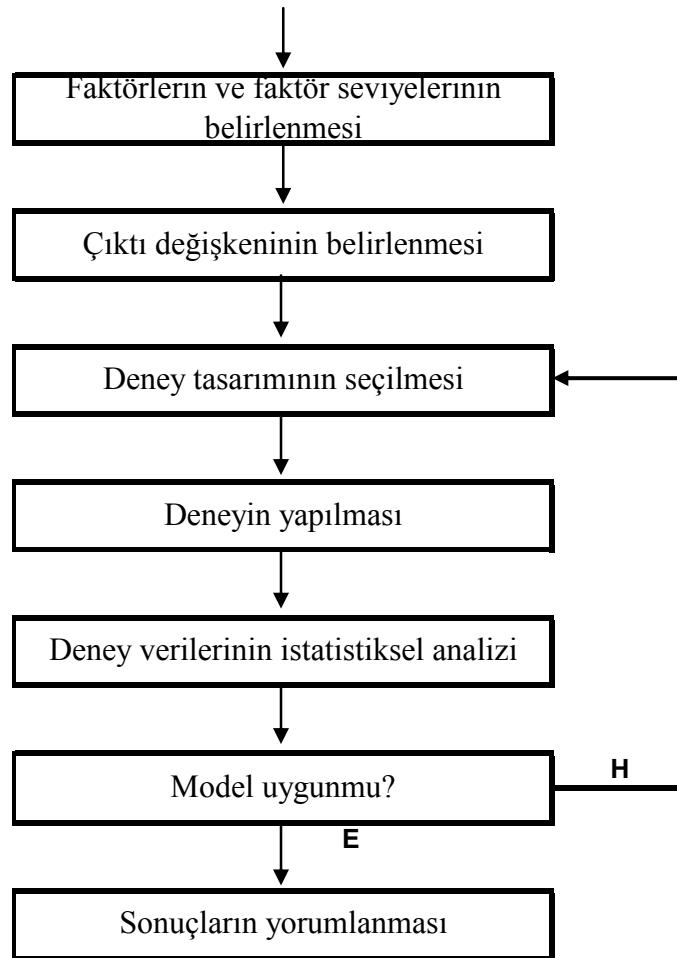 Faktörlerin ve faktör seviyelerinin
belirlenmesi
Çıktı değişkeninin belirlenmesi
Deney tasarımının seçilmesi
Deneyin yapılması
Deney verilerinin istatistiksel analizi
Model uygunmu?
H
E
Sonuçların yorumlanması